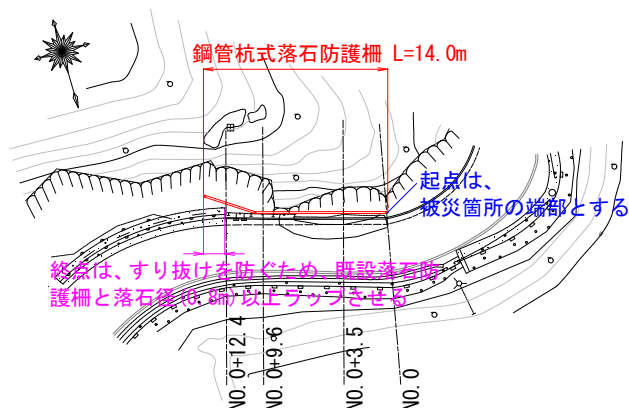 鋼管杭式落石防護柵 L=14.0m
起点は、
被災箇所の端部とする
終点は、すり抜けを防ぐため、既設落石防
護柵と落石径(0.8m)以上ラップさせる
NO.0+12.4
NO.0+9.6
NO.0+3.5
NO.0